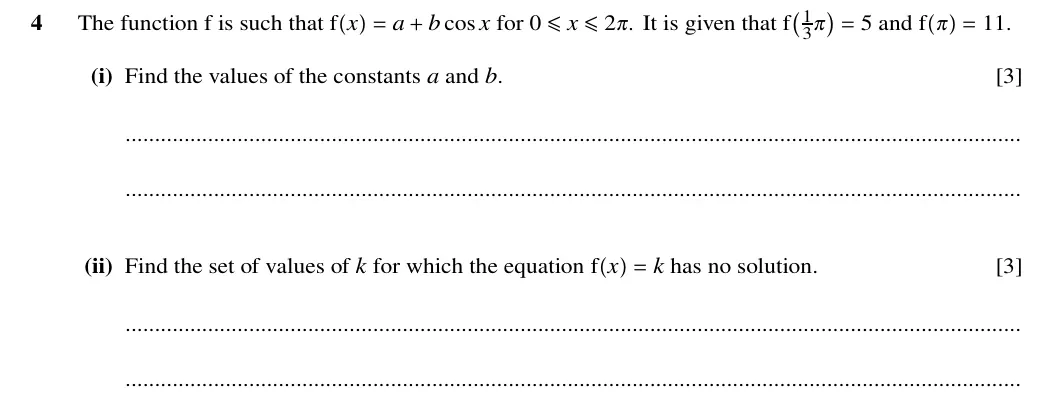 4 The function f is such that f(x) = a + b cos x for 0 ⩽ x ⩽ 2π. It is given that f(1/3 π) = 5 and f(π) = 11.
(i) Find the values of the constants a and b. [3]
(ii) Find the set of values of k for which the equation f(x) = k has no solution. [3]